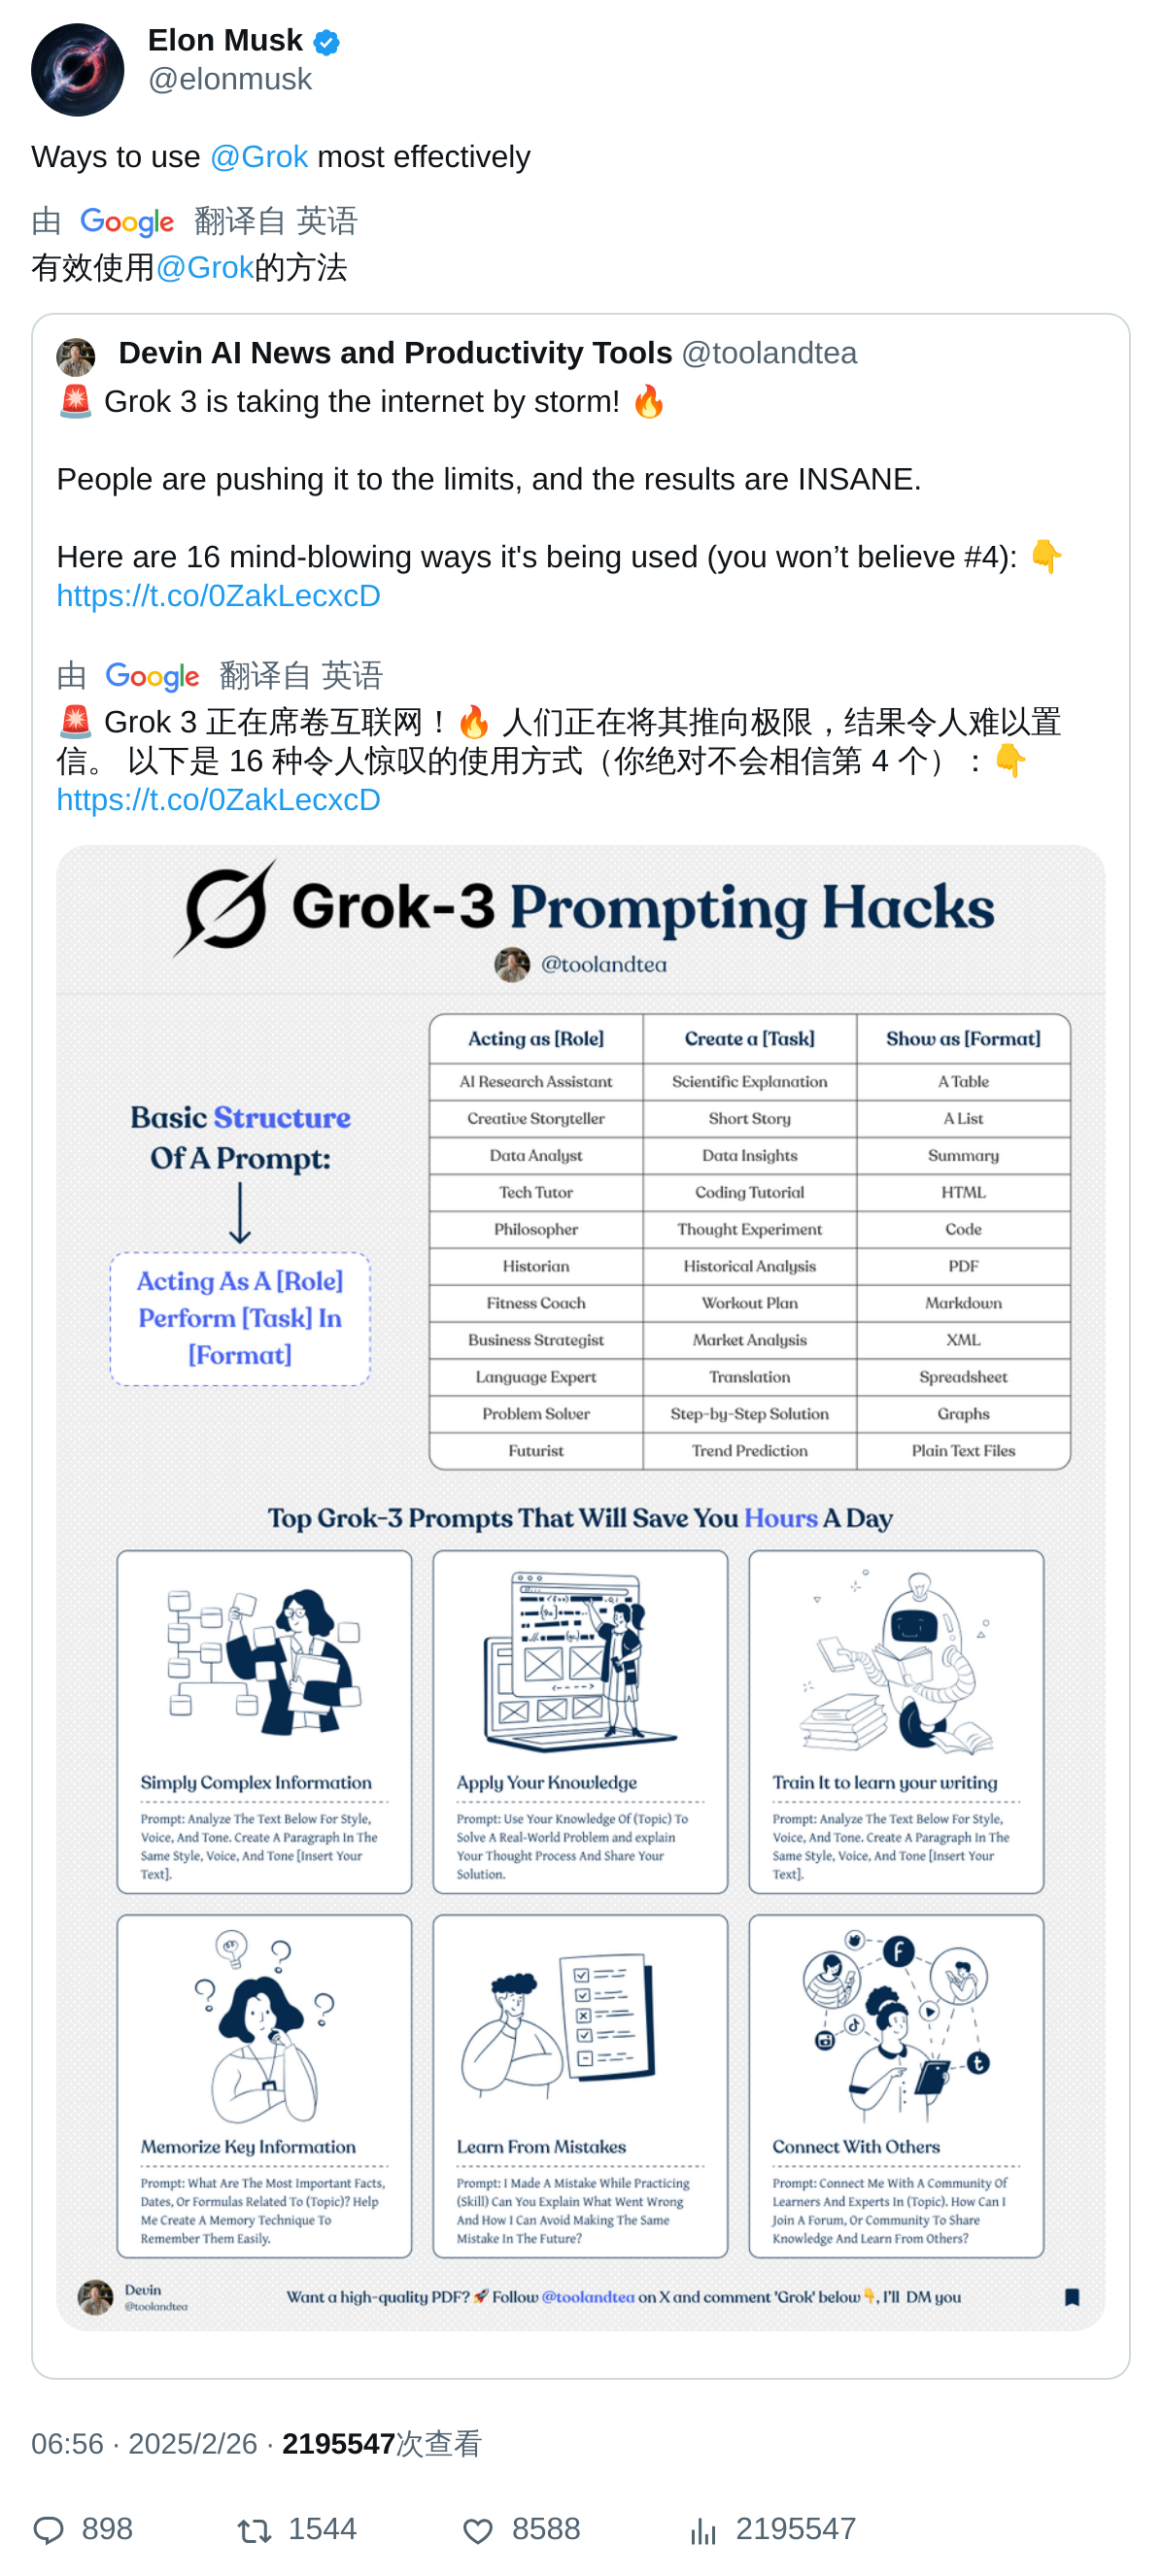 Elon Musk
@elonmusk
Ways to use @Grok most effectively
由 Google 翻译自 英语
有效使用@Grok的方法
Devin AI News and Productivity Tools @toolandtea
🚨 Grok 3 is taking the internet by storm! 🔥
People are pushing it to the limits, and the results are INSANE.
Here are 16 mind-blowing ways it's being used (you won’t believe #4): 👇
https://t.co/0ZakLecxcD
由 Google 翻译自 英语
🚨 Grok 3 正在席卷互联网！🔥 人们正在将其推向极限，结果令人难以置
信。 以下是 16 种令人惊叹的使用方式（你绝对不会相信第 4 个）：👇
https://t.co/0ZakLecxcD
Grok-3 Prompting Hacks
@toolandtea
Basic Structure
Of A Prompt:
Acting As A [Role]
Perform [Task] In
[Format]
Acting as [Role] Create a [Task] Show as [Format]
AI Research Assistant Scientific Explanation A Table
Creative Storyteller Short Story A List
Data Analyst Data Insights Summary
Tech Tutor Coding Tutorial HTML
Philosopher Thought Experiment Code
Historian Historical Analysis PDF
Fitness Coach Workout Plan Markdown
Business Strategist Market Analysis XML
Language Expert Translation Spreadsheet
Problem Solver Step-by-Step Solution Graphs
Futurist Trend Prediction Plain Text Files
Top Grok-3 Prompts That Will Save You Hours A Day
Simply Complex Information
Prompt: Analyze The Text Below For Style,
Voice, And Tone. Create A Paragraph In The
Same Style, Voice, And Tone [Insert Your
Text].
Apply Your Knowledge
Prompt: Use Your Knowledge Of (Topic) To
Solve A Real-World Problem and explain
Your Thought Process And Share Your
Solution.
Train It to learn your writing
Prompt: Analyze The Text Below For Style,
Voice, And Tone. Create A Paragraph In The
Same Style, Voice, And Tone [Insert Your
Text].
Memorize Key Information
Prompt: What Are The Most Important Facts,
Dates, Or Formulas Related To (Topic)? Help
Me Create A Memory Technique To
Remember Them Easily.
Learn From Mistakes
Prompt: I Made A Mistake While Practicing
(Skill) Can You Explain What Went Wrong
And How I Can Avoid Making The Same
Mistake In The Future?
Connect With Others
Prompt: Connect Me With A Community Of
Learners And Experts In (Topic). How Can I
Join A Forum, Or Community To Share
Knowledge And Learn From Others?
Devin
@toolandtea
Want a high-quality PDF? 🚀 Follow @toolandtea on X and comment 'Grok' below👇, I'll DM you
06:56 · 2025/2/26 · 2195547次查看
898 1544 8588 2195547